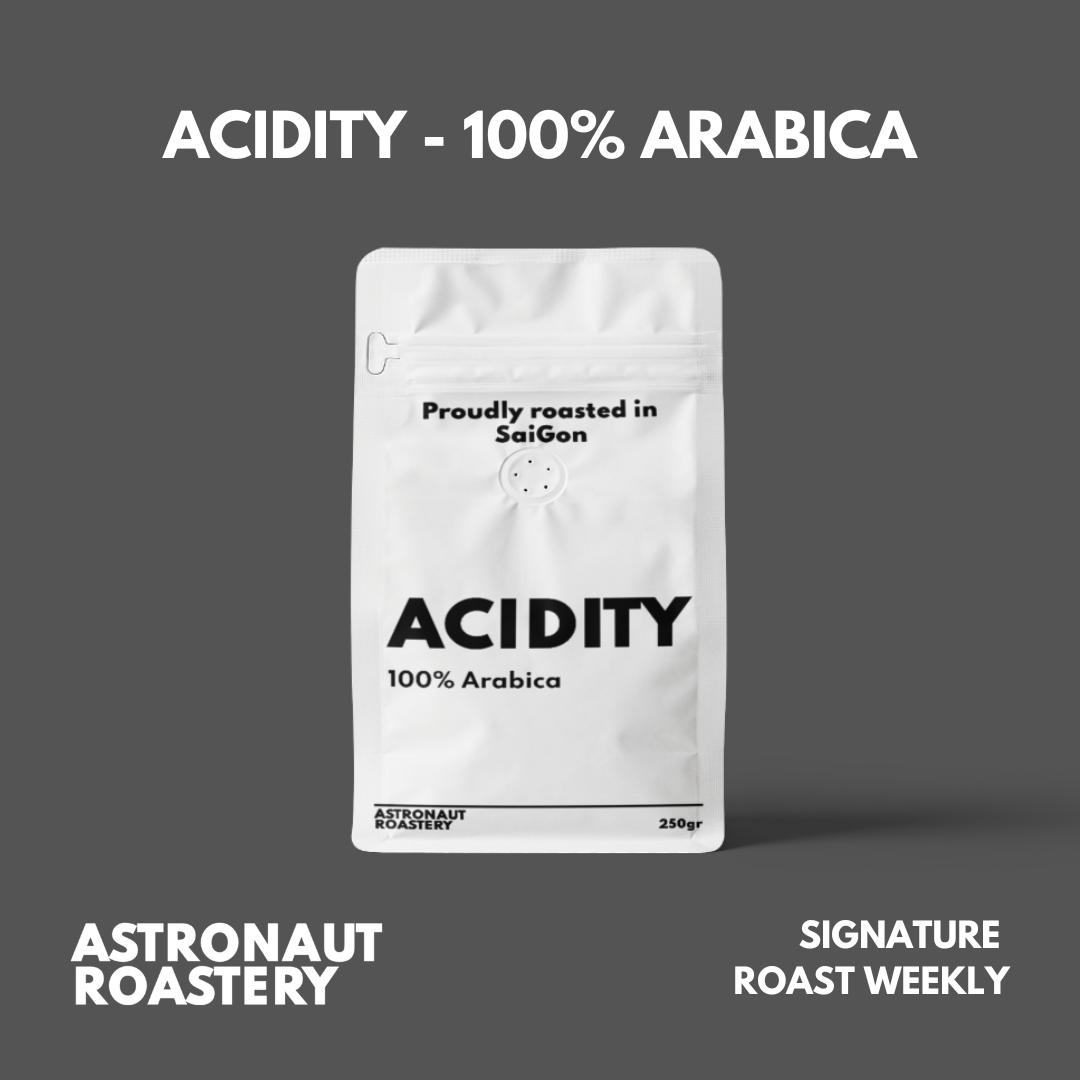 ACIDITY - 100% ARABICA
Proudly roasted in
SaiGon
ACIDITY
100% Arabica
ASTRONAUT
ROASTERY
250gr
ASTRONAUT
ROASTERY
SIGNATURE
ROAST WEEKLY